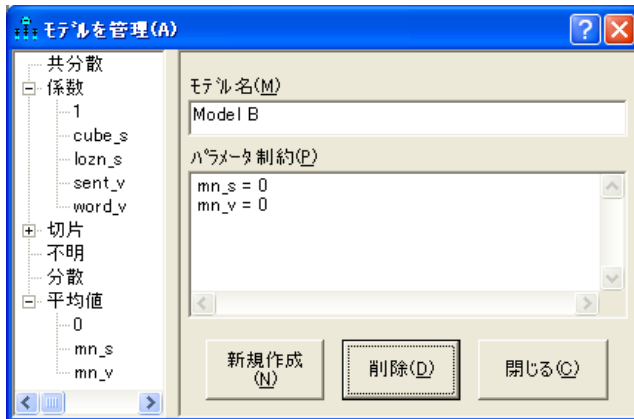 モデルを管理(A)
共分散
係数
1
cube_s
lozn_s
sent_v
word_v
切片
不明
分散
平均値
0
mn_s
mn_v
モデル名(M)
Model B
パラメータ制約(P)
mn_s = 0
mn_v = 0
新規作成
(N)
削除(D)
閉じる(C)